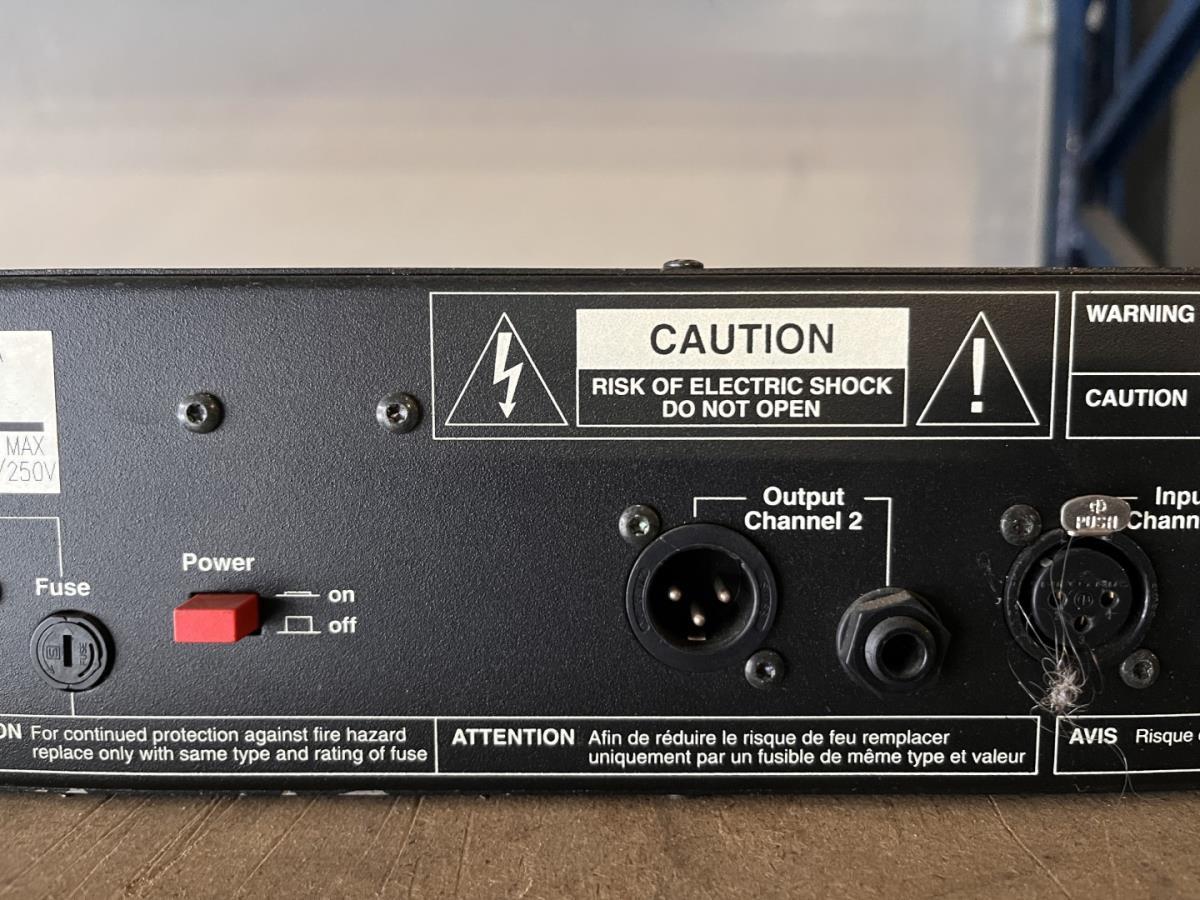 MAX
/250V
Fuse
FUSE
Power
on
off
CAUTION
RISK OF ELECTRIC SHOCK
DO NOT OPEN
WARNING
CAUTION
Output
Channel 2
PUSH
ON For continued protection against fire hazard
replace only with same type and rating of fuse
ATTENTION Afin de réduire le risque de feu remplacer
uniquement par un fusible de même type et valeur
AVIS Risque